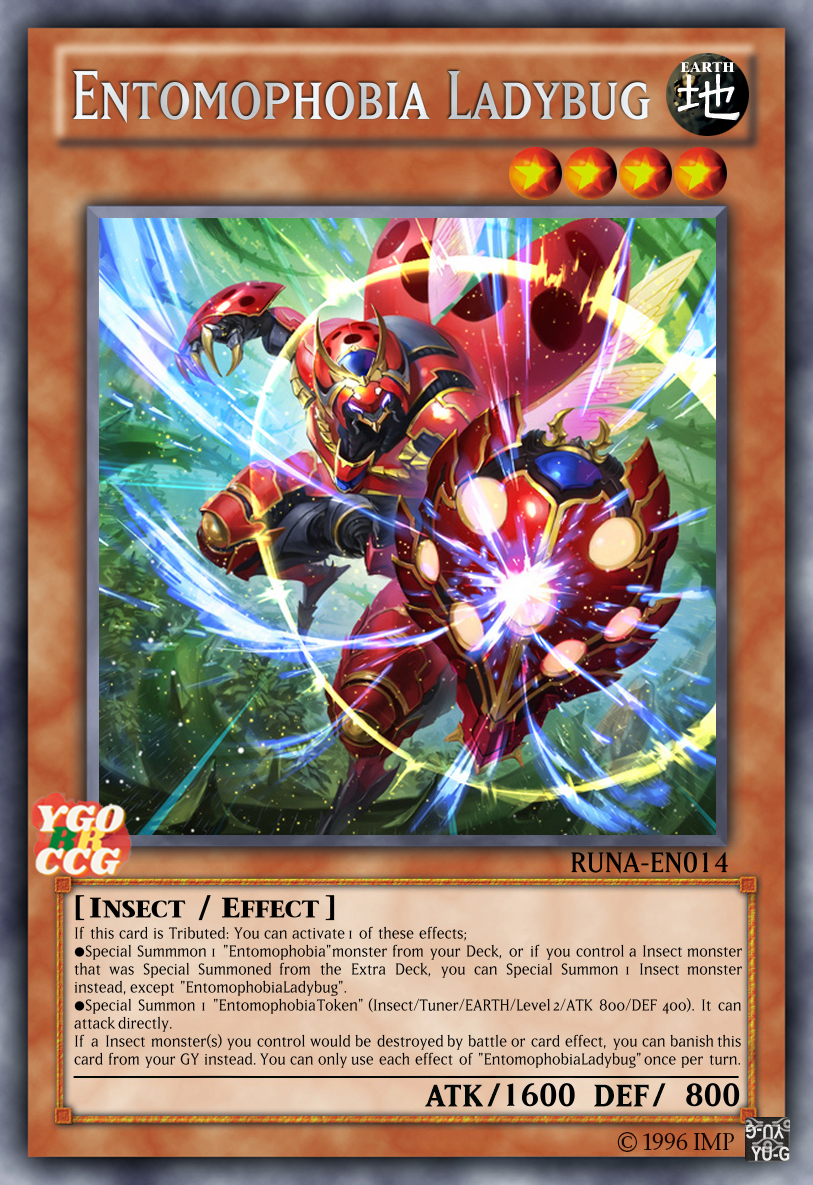 Entomophobia Ladybug
EARTH
地
YGO
RR
CCG
RUNA-EN014
[ Insect / Effect ]
If this card is Tributed: You can activate 1 of these effects;
●Special Summmon 1 "Entomophobia"monster from your Deck, or if you control a Insect monster
that was Special Summoned from the Extra Deck, you can Special Summon 1 Insect monster
instead, except "EntomophobiaLadybug".
●Special Summon 1 "EntomophobiaToken" (Insect/Tuner/EARTH/Level 2/ATK 800/DEF 400). It can
attack directly.
If a Insect monster(s) you control would be destroyed by battle or card effect, you can banish this
card from your GY instead. You can only use each effect of "EntomophobiaLadybug" once per turn.
ATK/1600 DEF/ 800
© 1996 IMP
YU-G